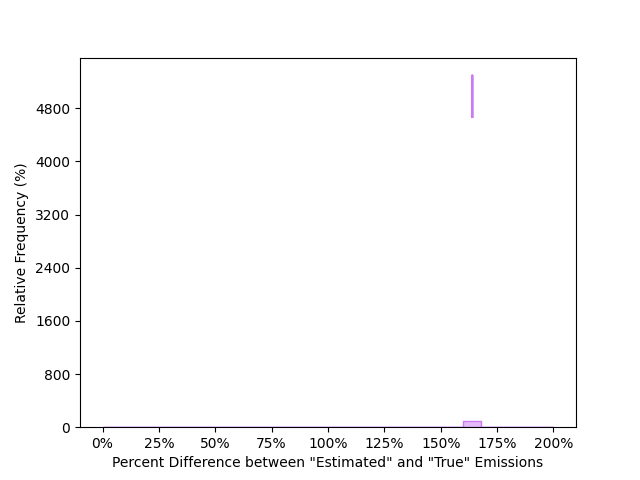 4800
4000
3200
2400
1600
800
0
Relative Frequency (%)
0% 25% 50% 75% 100% 125% 150% 175% 200%
Percent Difference between "Estimated" and "True" Emissions